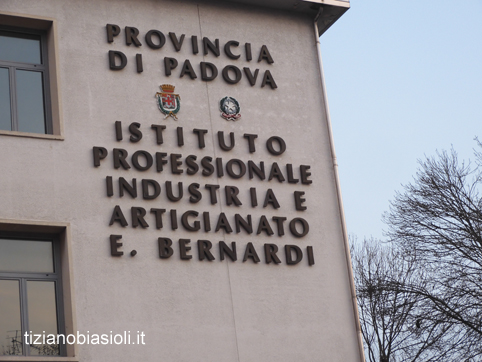 PROVINCIA
DI PADOVA
ISTITUTO
PROFESSIONALE
INDUSTRIA E
ARTIGIANATO
E. BERNARDI
tizianobiasioli.it